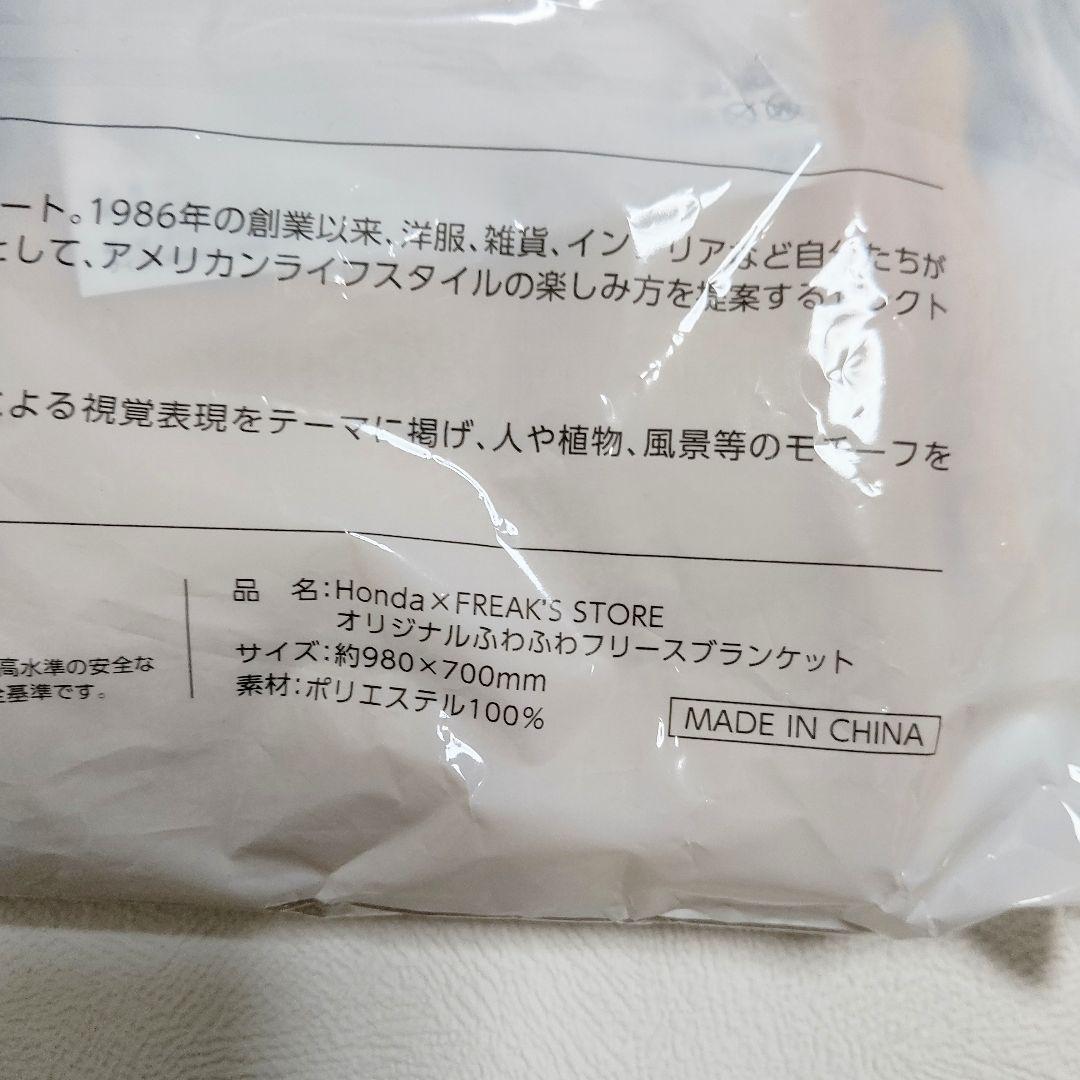 ート。1986年の創業以来、洋服、雑貨、インテリアなど自分たちが
として、アメリカンライフスタイルの楽しみ方を提案するセレクト
による視覚表現をテーマに掲げ、人や植物、風景等のモチーフを
高水準の安全な
全基準です。
品 名:Honda×FREAK'S STORE
オリジナルふわふわフリースブランケット
サイズ:約980×700mm
素材:ポリエステル100%
MADE IN CHINA